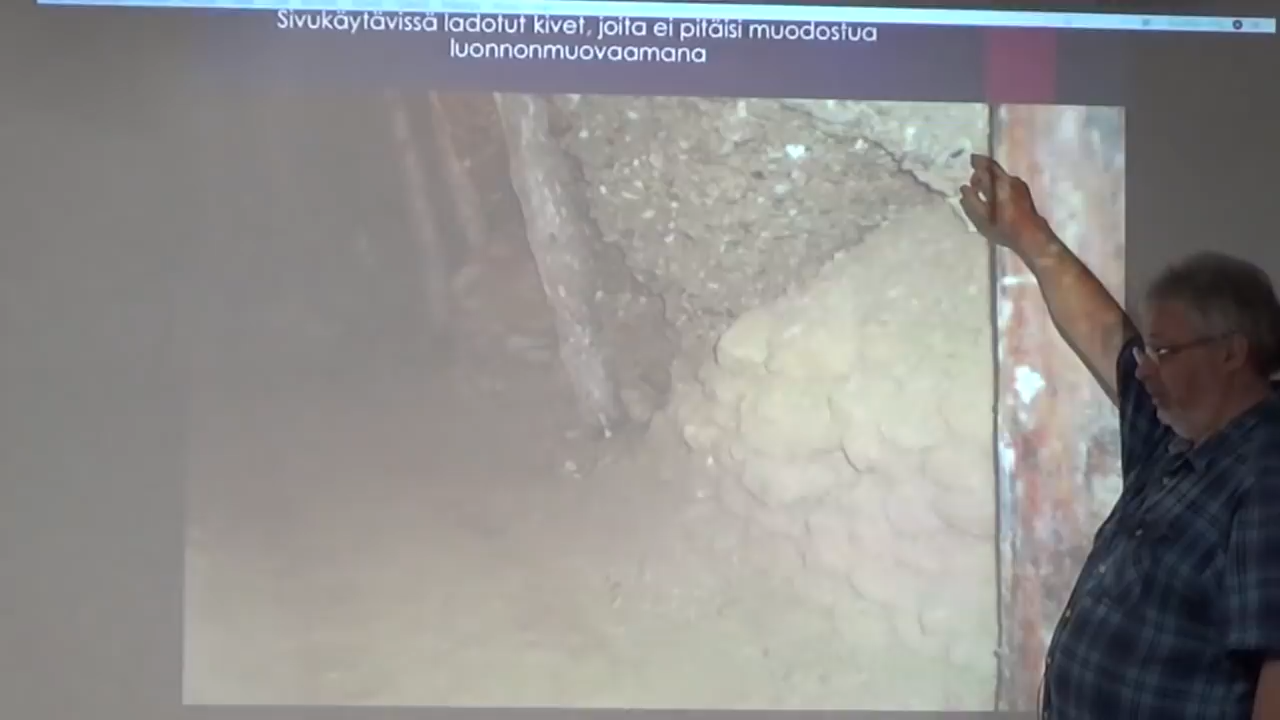 Sivukäytävissä ladotut kivet, joita ei pitäisi muodostua
luonnonmuovaamana